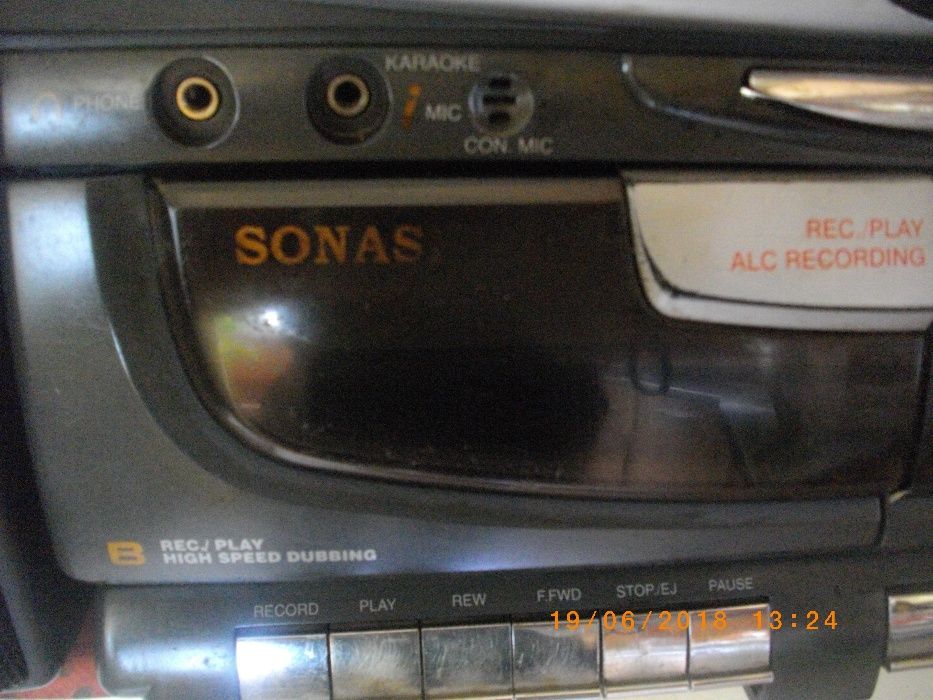 KARAOKE
PHONE
MIC
CON. MIC
SONAS
REC./PLAY
ALC RECORDING
B REC./ PLAY
HIGH SPEED DUBBING
RECORD PLAY REW F.FWD STOP/EJ PAUSE
19/06/2018 13:24